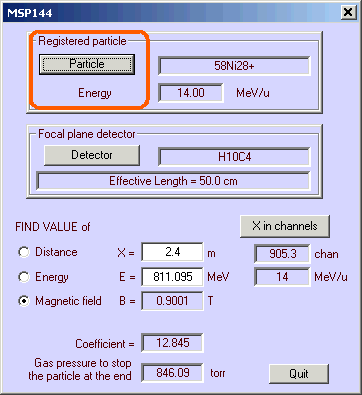 MSP144
Registered particle
Particle 58Ni28+
Energy 14.00 MeV/u
Focal plane detector
Detector H10C4
Effective Length = 50.0 cm
FIND VALUE of X in channels
Distance X = 2.4 m 905.3 chan
Energy E = 811.095 MeV 14 MeV/u
Magnetic field B = 0.9001 T
Coefficient = 12.845
Gas pressure to stop
the particle at the end 846.09 torr Quit